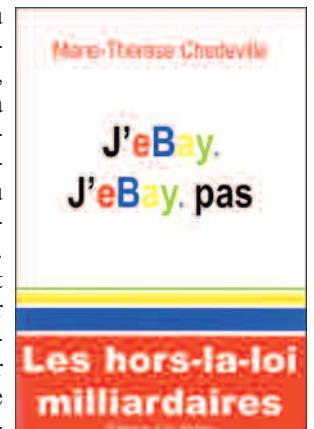 Marie-Thérèse Chedeville
J'eBay.
J'eBay. pas
Les hors-la-loi
milliardaires